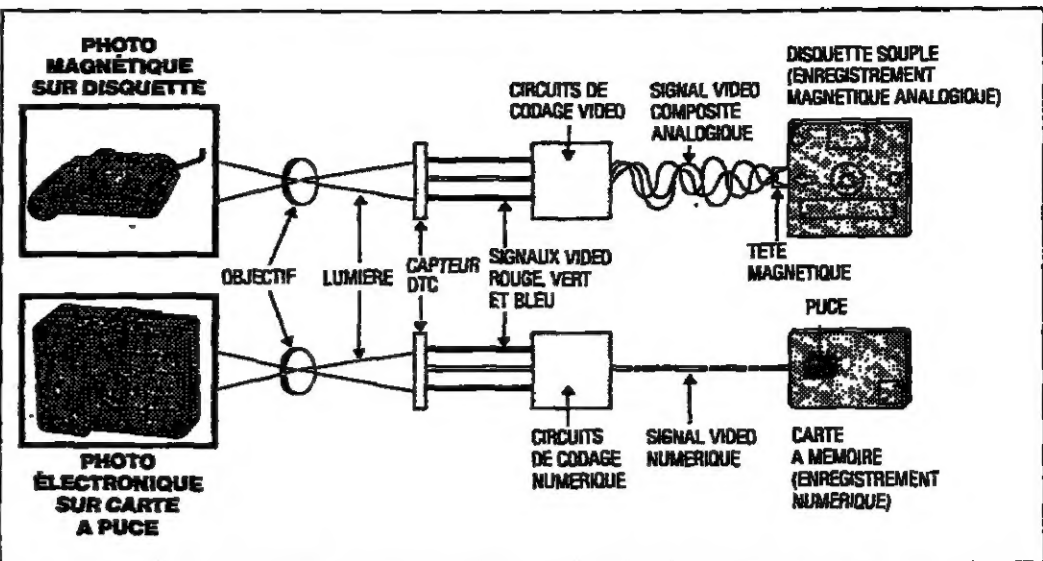 PHOTO
MAGNÉTIQUE
SUR DISQUETTE
CIRCUITS DE
CODAGE VIDEO
SIGNAL VIDEO
COMPOSITE
ANALOGIQUE
DISQUETTE SOUPLE
(ENREGISTREMENT
MAGNETIQUE ANALOGIQUE)
OBJECTIF
LUMIERE
CAPTEUR
DTC
SIGNAUX VIDEO
ROUGE, VERT
ET BLEU
TETE
MAGNETIQUE
PUCE
PHOTO
ÉLECTRONIQUE
SUR CARTE
A PUCE
CIRCUITS
DE CODAGE
NUMERIQUE
SIGNAL VIDEO
NUMERIQUE
CARTE
A MEMOIRE
(ENREGISTREMENT
NUMERIQUE)